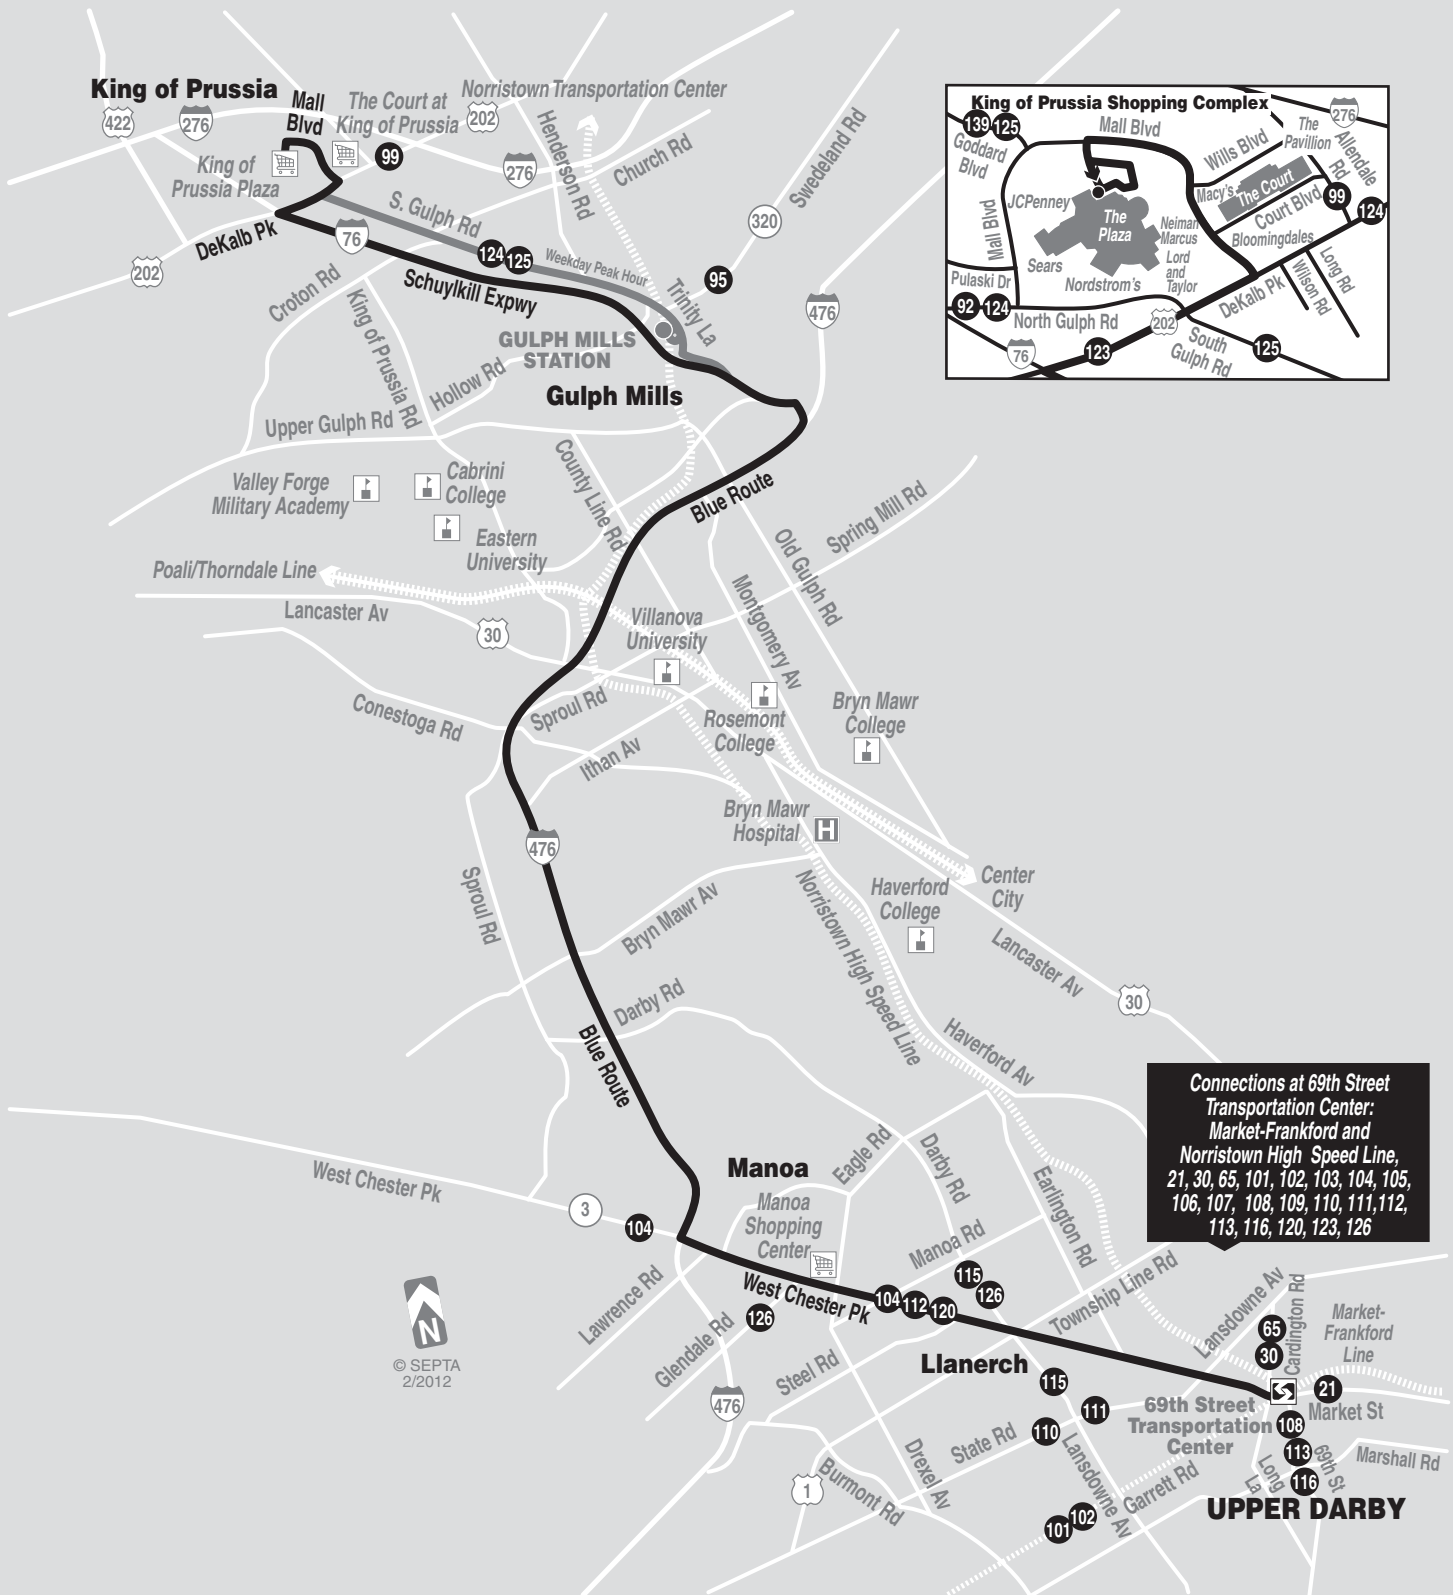 King of Prussia
422
276
Mall
Blvd
The Court at
King of Prussia
Norristown Transportation Center
202
99
King of
Prussia Plaza
276
Henderson Rd
Church Rd
Swedeland Rd
320
S. Gulph Rd
DeKalb Pk
76
124
125
Weekday Peak Hour
95
202
Croton Rd
Schuylkill Expwy
Trinity La
476
King of Prussia Rd
GULPH MILLS
STATION
Hollow Rd
Gulph Mills
Upper Gulph Rd
King of Prussia Shopping Complex
139
125
Goddard
Blvd
Mall Blvd
Wills Blvd
The
Pavillion
276
Allendale
Rd
JCPenney
Macy's
The Court
99
124
Mall Blvd
The
Plaza
Neiman
Marcus
Court Blvd
Bloomingdales
Sears
Lord
and
Taylor
Nordstrom's
Pulaski Dr
92
124
North Gulph Rd
202
DeKalb Pk
Wilson Rd
Long Rd
76
123
South
Gulph Rd
125
Valley Forge
Military Academy
Cabrini
College
County Line Rd
Blue Route
Spring Mill Rd
Eastern
University
Old Gulph Rd
Poali/Thorndale Line
Lancaster Av
30
Villanova
University
Montgomery Av
Conestoga Rd
Sproul Rd
Rosemont
College
Bryn Mawr
College
Ithan Av
Bryn Mawr
Hospital
H
476
Sproul Rd
Bryn Mawr Av
Norristown High Speed Line
Haverford
College
Center
City
Lancaster Av
30
Darby Rd
Blue Route
Haverford Av
Connections at 69th Street
Transportation Center:
Market-Frankford and
Norristown High Speed Line,
21, 30, 65, 101, 102, 103, 104, 105,
106, 107, 108, 109, 110, 111,112,
113, 116, 120, 123, 126
West Chester Pk
3
104
Manoa
Manoa
Shopping
Center
Eagle Rd
Darby Rd
Earlington Rd
Manoa Rd
115
126
West Chester Pk
104
112
120
Township Line Rd
Lawrence Rd
Glendale Rd
126
N
© SEPTA
2/2012
Steel Rd
Llanerch
Lansdowne Av
Cardington Rd
65
30
Market-
Frankford
Line
476
115
111
110
69th Street
Transportation
Center
21
Market St
108
113
116
69th St
Long
La
Marshall Rd
State Rd
Drexel Av
Lansdowne Av
Garrett Rd
1
Burmont Rd
101
102
UPPER DARBY